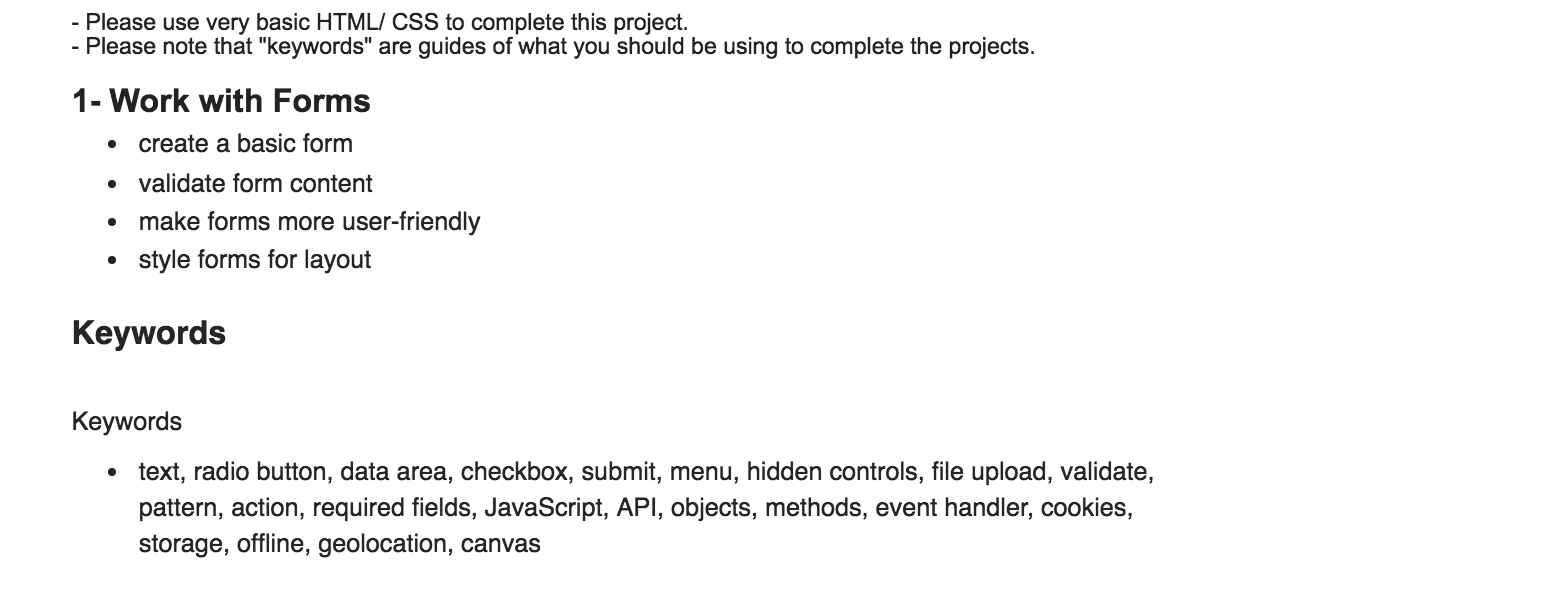 - Please use very basic HTML/ CSS to complete this project.
- Please note that "keywords" are guides of what you should be using to complete the projects.
1- Work with Forms
• create a basic form
• validate form content
• make forms more user-friendly
• style forms for layout
Keywords
Keywords
• text, radio button, data area, checkbox, submit, menu, hidden controls, file upload, validate,
pattern, action, required fields, JavaScript, API, objects, methods, event handler, cookies,
storage, offline, geolocation, canvas